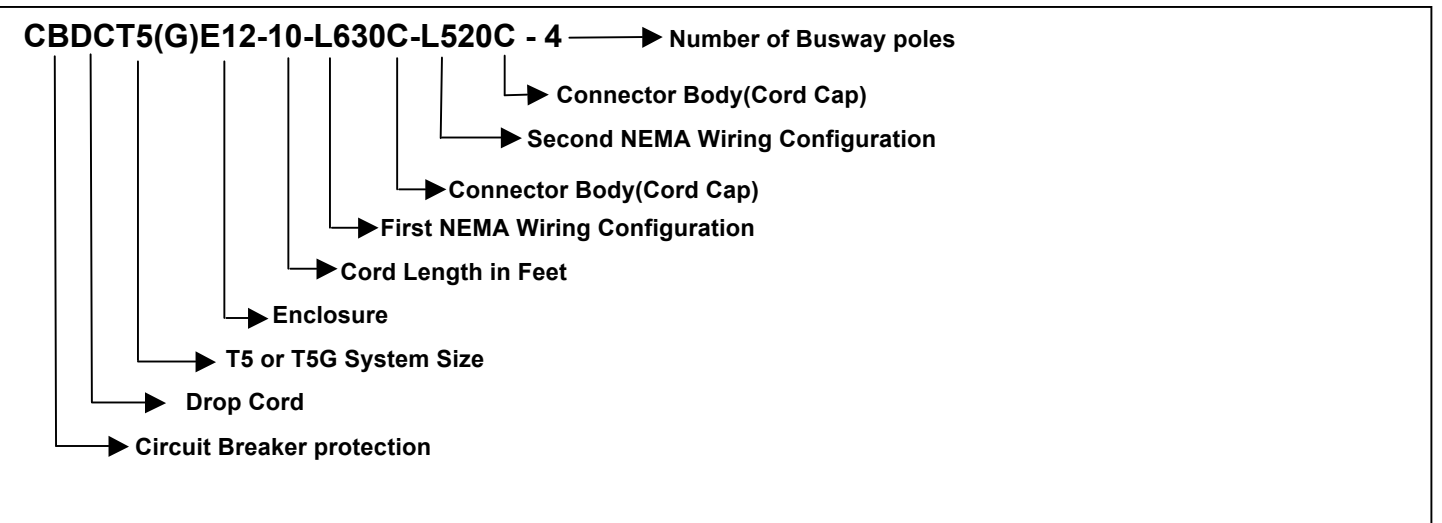 CBDCT5(G)E12-10-L630C-L520C - 4 Number of Busway poles
Connector Body(Cord Cap)
Second NEMA Wiring Configuration
Connector Body(Cord Cap)
First NEMA Wiring Configuration
Cord Length in Feet
Enclosure
T5 or T5G System Size
Drop Cord
Circuit Breaker protection